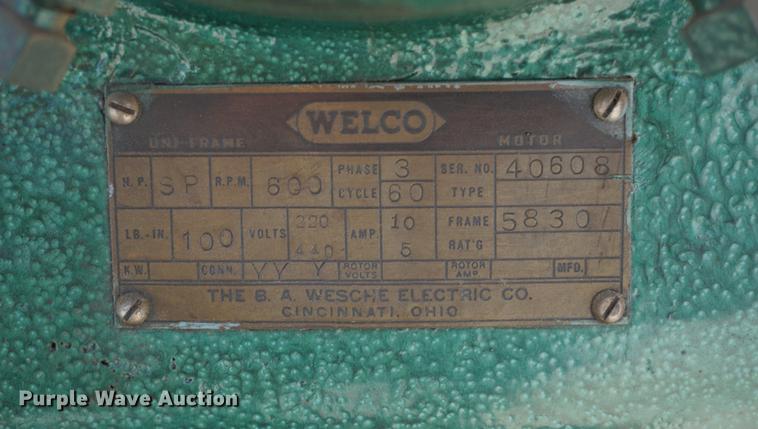 WELCO
UNI-FRAME MOTOR
H.P. SP R.P.M. 600 PHASE 3 SER. NO. 40608
CYCLE 60 TYPE
LB.-IN. 100 VOLTS 220 AMP. 10 FRAME 5830
440 5 RAT'G
K.W. CONN. YY Y ROTOR VOLTS ROTOR AMP. MFD.
THE B. A. WESCHE ELECTRIC CO.
CINCINNATI, OHIO
Purple Wave Auction